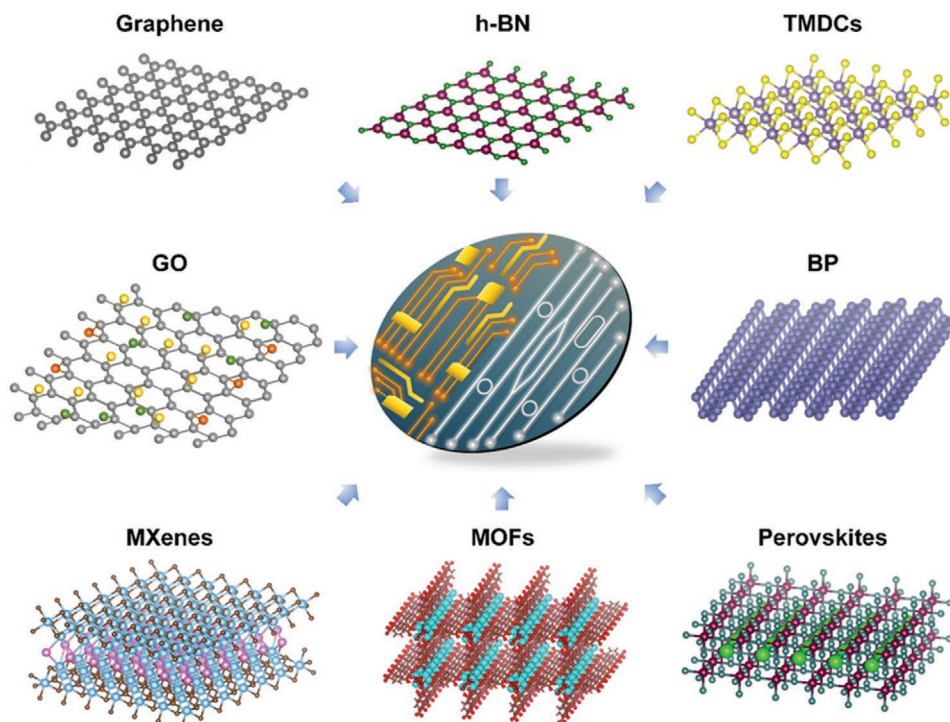 Graphene
h-BN
TMDCs
GO
BP
MXenes
MOFs
Perovskites